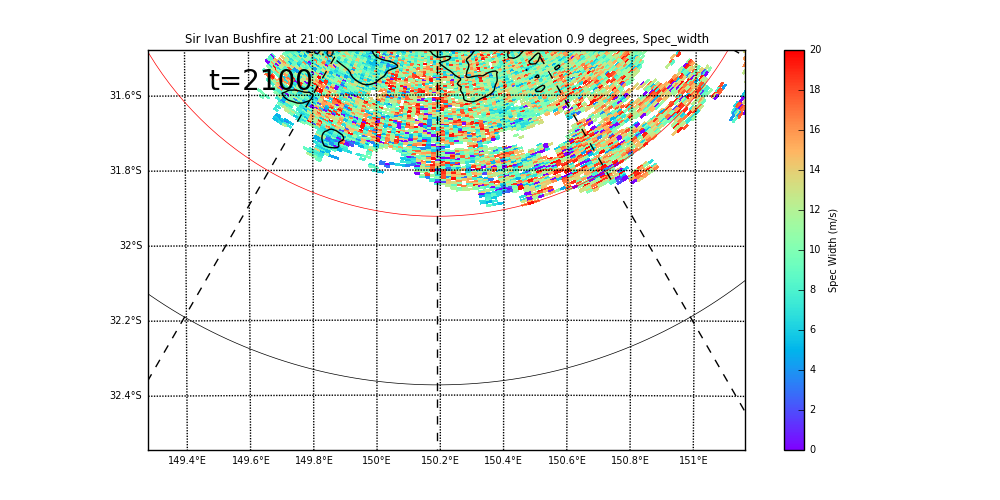 Sir Ivan Bushfire at 21:00 Local Time on 2017 02 12 at elevation 0.9 degrees, Spec_width
t=2100
31.6°S
31.8°S
32°S
32.2°S
32.4°S
149.4°E 149.6°E 149.8°E 150°E 150.2°E 150.4°E 150.6°E 150.8°E 151°E
20
18
16
14
12
10
8
6
4
2
0
Spec Width (m/s)